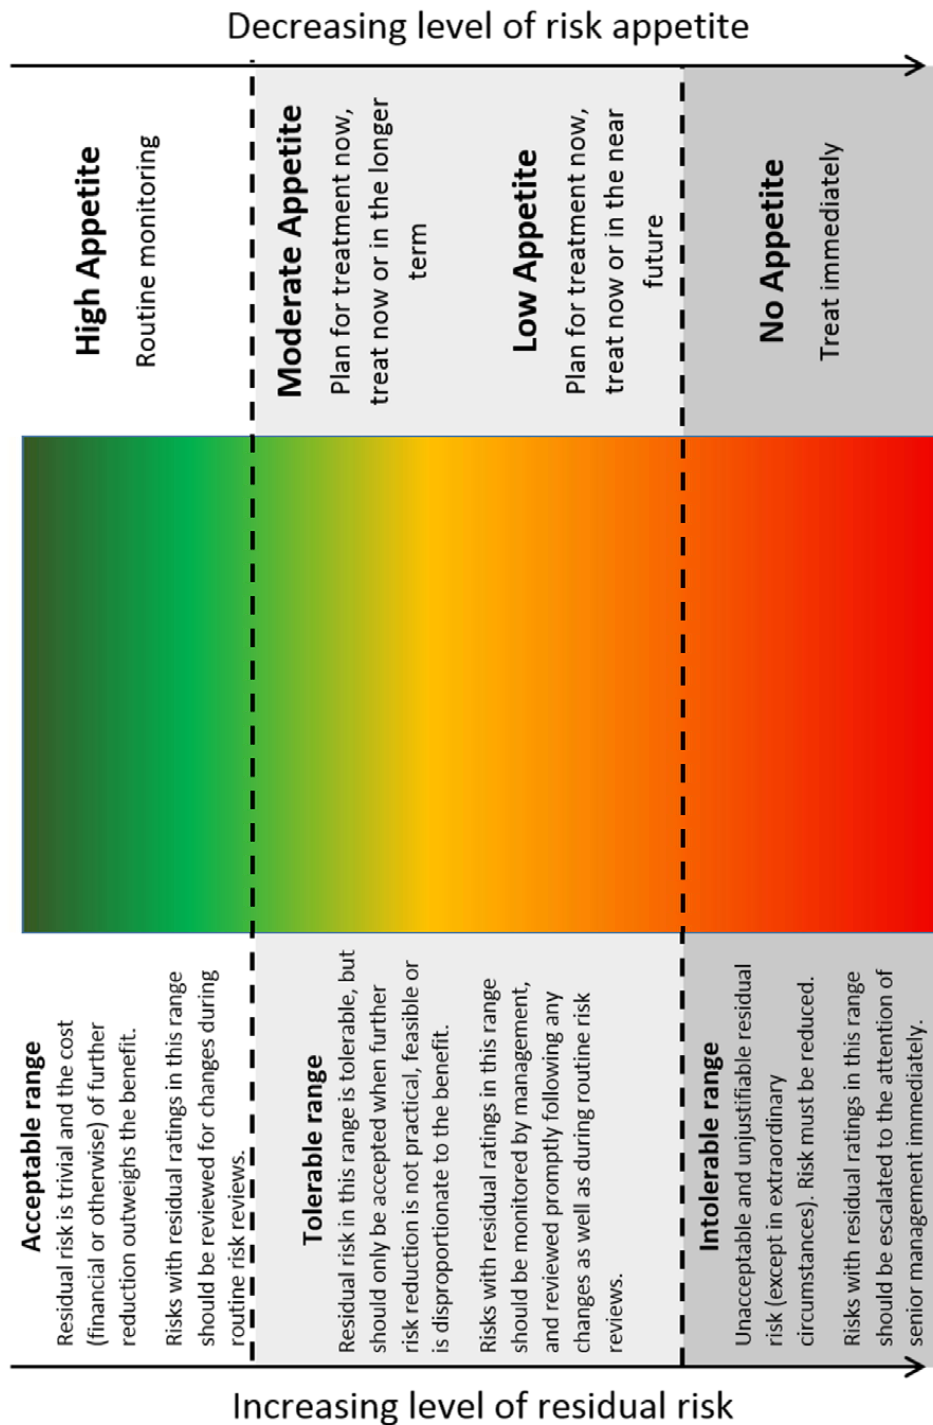 Decreasing level of risk appetite
High Appetite
Routine monitoring
Moderate Appetite
Plan for treatment now,
treat now or in the longer
term
Low Appetite
Plan for treatment now,
treat now or in the near
future
No Appetite
Treat immediately
Acceptable range
Residual risk is trivial and the cost
(financial or otherwise) of further
reduction outweighs the benefit.
Risks with residual ratings in this range
should be reviewed for changes during
routine risk reviews.
Tolerable range
Residual risk in this range is tolerable, but
should only be accepted when further
risk reduction is not practical, feasible or
is disproportionate to the benefit.
Risks with residual ratings in this range
should be monitored by management,
and reviewed promptly following any
changes as well as during routine risk
reviews.
Intolerable range
Unacceptable and unjustifiable residual
risk (except in extraordinary
circumstances). Risk must be reduced.
Risks with residual ratings in this range
should be escalated to the attention of
senior management immediately.
Increasing level of residual risk